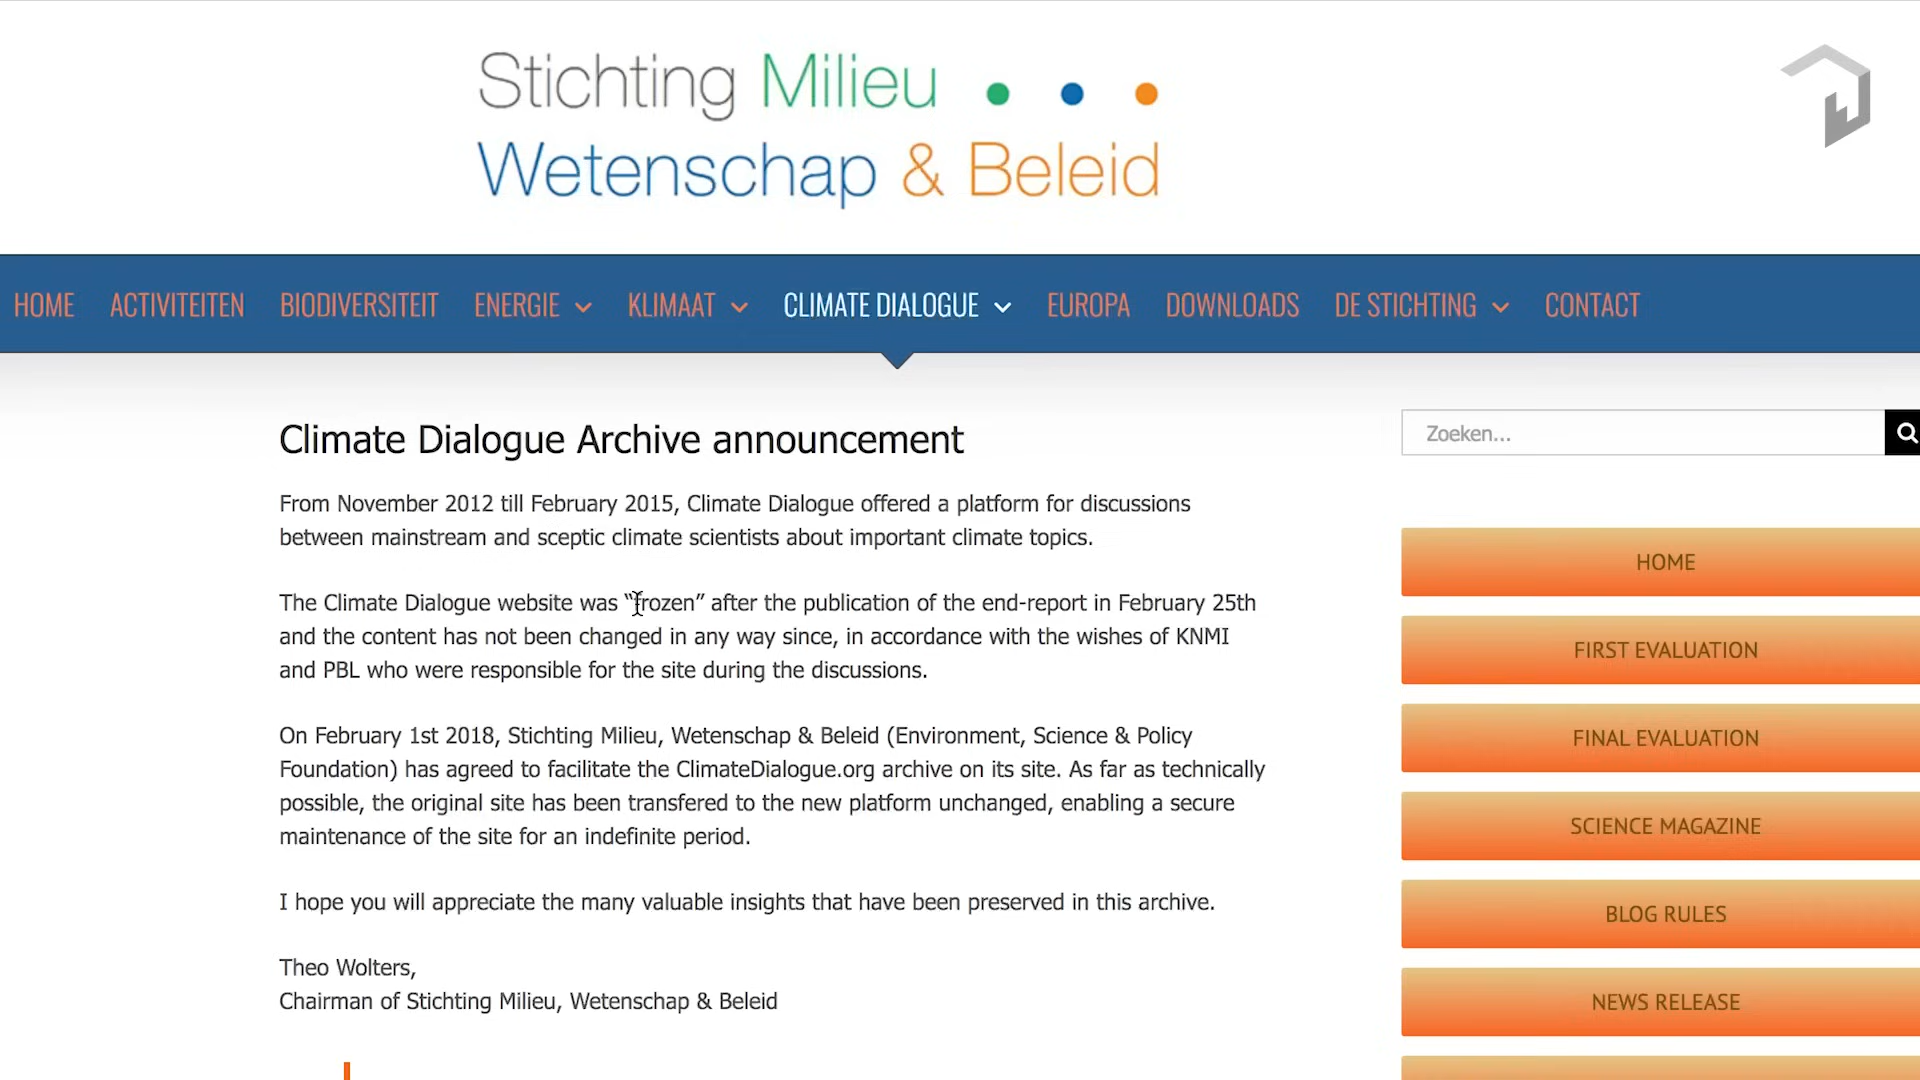 Stichting Milieu
Wetenschap & Beleid
HOME ACTIVITEITEN BIODIVERSITEIT ENERGIE KLIMAAT CLIMATE DIALOGUE EUROPA DOWNLOADS DE STICHTING CONTACT
Climate Dialogue Archive announcement
Zoeken...
From November 2012 till February 2015, Climate Dialogue offered a platform for discussions
between mainstream and sceptic climate scientists about important climate topics.
HOME
The Climate Dialogue website was “frozen” after the publication of the end-report in February 25th
and the content has not been changed in any way since, in accordance with the wishes of KNMI
and PBL who were responsible for the site during the discussions.
FIRST EVALUATION
On February 1st 2018, Stichting Milieu, Wetenschap & Beleid (Environment, Science & Policy
Foundation) has agreed to facilitate the ClimateDialogue.org archive on its site. As far as technically
possible, the original site has been transfered to the new platform unchanged, enabling a secure
maintenance of the site for an indefinite period.
FINAL EVALUATION
SCIENCE MAGAZINE
I hope you will appreciate the many valuable insights that have been preserved in this archive.
BLOG RULES
Theo Wolters,
Chairman of Stichting Milieu, Wetenschap & Beleid
NEWS RELEASE